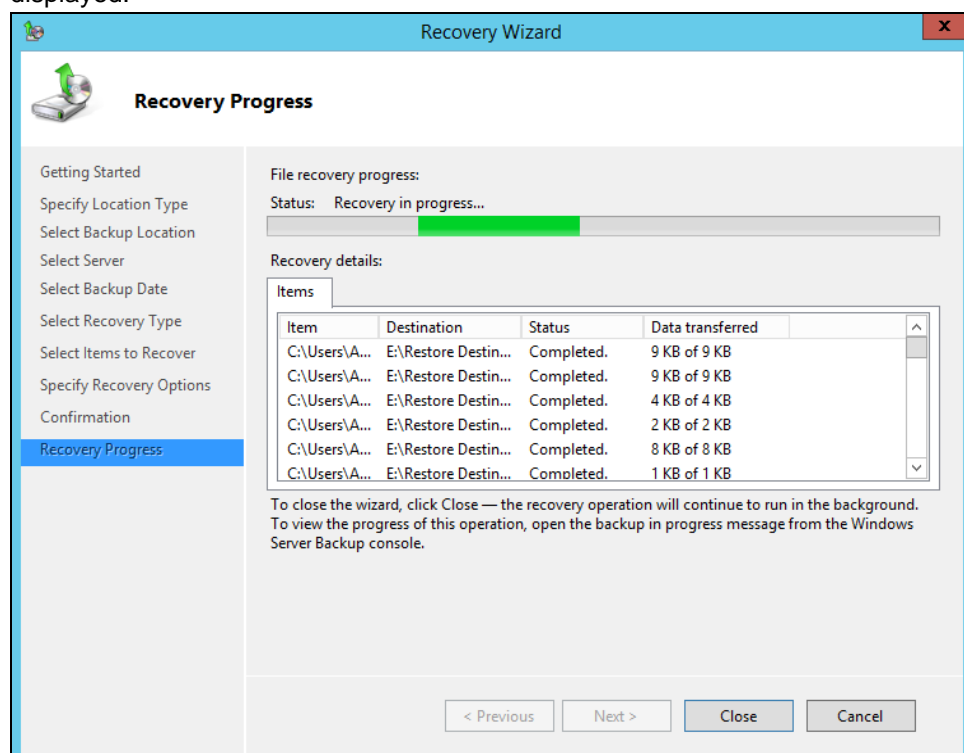 displayed.
Recovery Wizard
x
Recovery Progress
Getting Started
Specify Location Type
Select Backup Location
Select Server
Select Backup Date
Select Recovery Type
Select Items to Recover
Specify Recovery Options
Confirmation
Recovery Progress
File recovery progress:
Status: Recovery in progress...
Recovery details:
Items
Item Destination Status Data transferred
C:\Users\A... E:\Restore Destin... Completed. 9 KB of 9 KB
C:\Users\A... E:\Restore Destin... Completed. 9 KB of 9 KB
C:\Users\A... E:\Restore Destin... Completed. 4 KB of 4 KB
C:\Users\A... E:\Restore Destin... Completed. 2 KB of 2 KB
C:\Users\A... E:\Restore Destin... Completed. 8 KB of 8 KB
C:\Users\A... E:\Restore Destin... Completed. 1 KB of 1 KB
To close the wizard, click Close — the recovery operation will continue to run in the background.
To view the progress of this operation, open the backup in progress message from the Windows
Server Backup console.
< Previous Next > Close Cancel